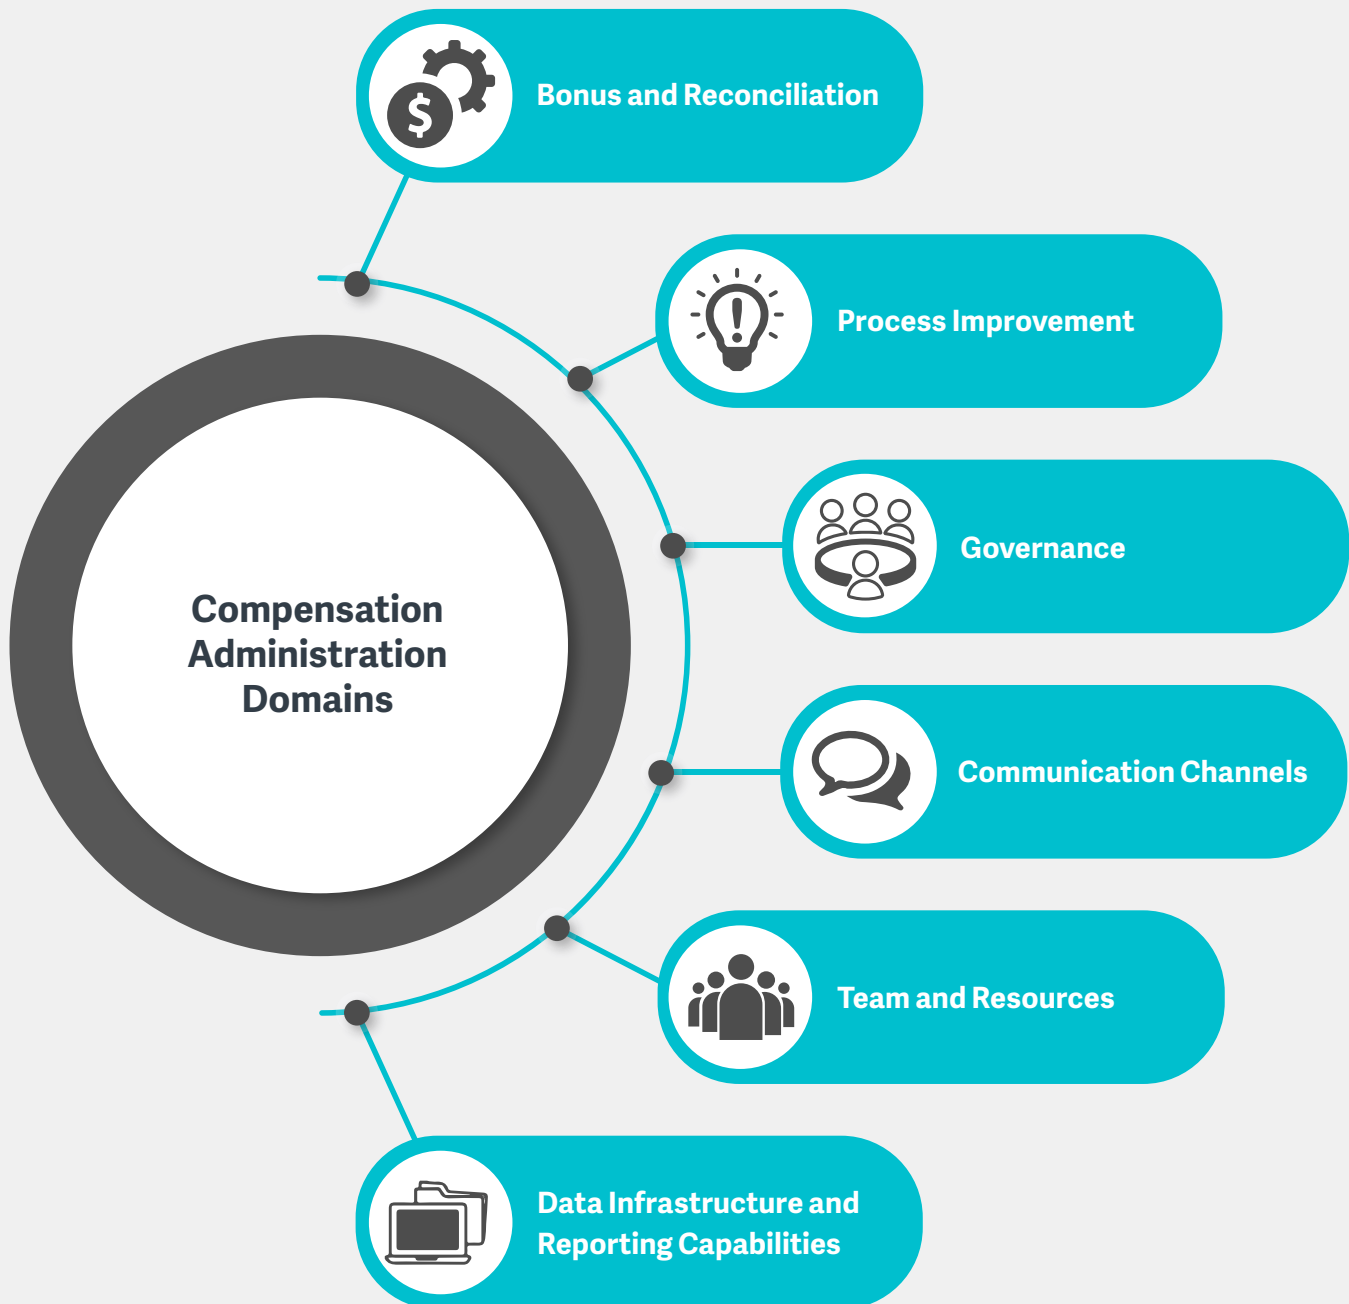 Bonus and Reconciliation
Process Improvement
Governance
Compensation
Administration
Domains
Communication Channels
Team and Resources
Data Infrastructure and
Reporting Capabilities